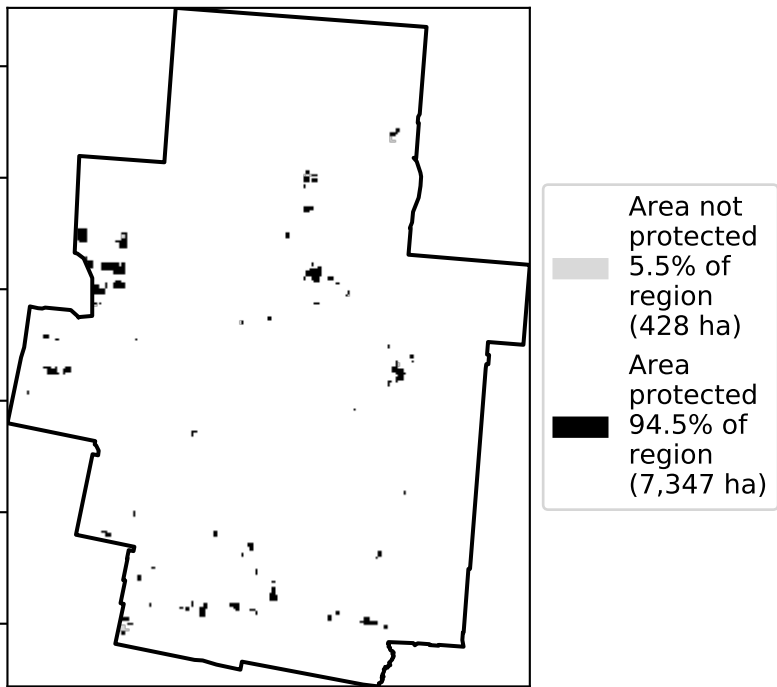 Area not
protected
5.5% of
region
(428 ha)
Area
protected
94.5% of
region
(7,347 ha)